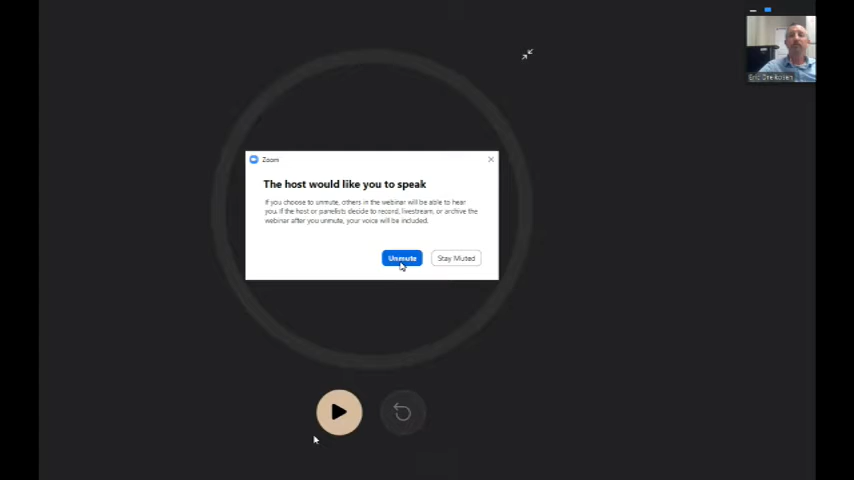 Zoom
The host would like you to speak
If you choose to unmute, others in the webinar will be able to hear
you. If the host or panelists decide to record, livestream, or archive the
webinar after you unmute, your voice will be included.
Unmute
Stay Muted
Eric